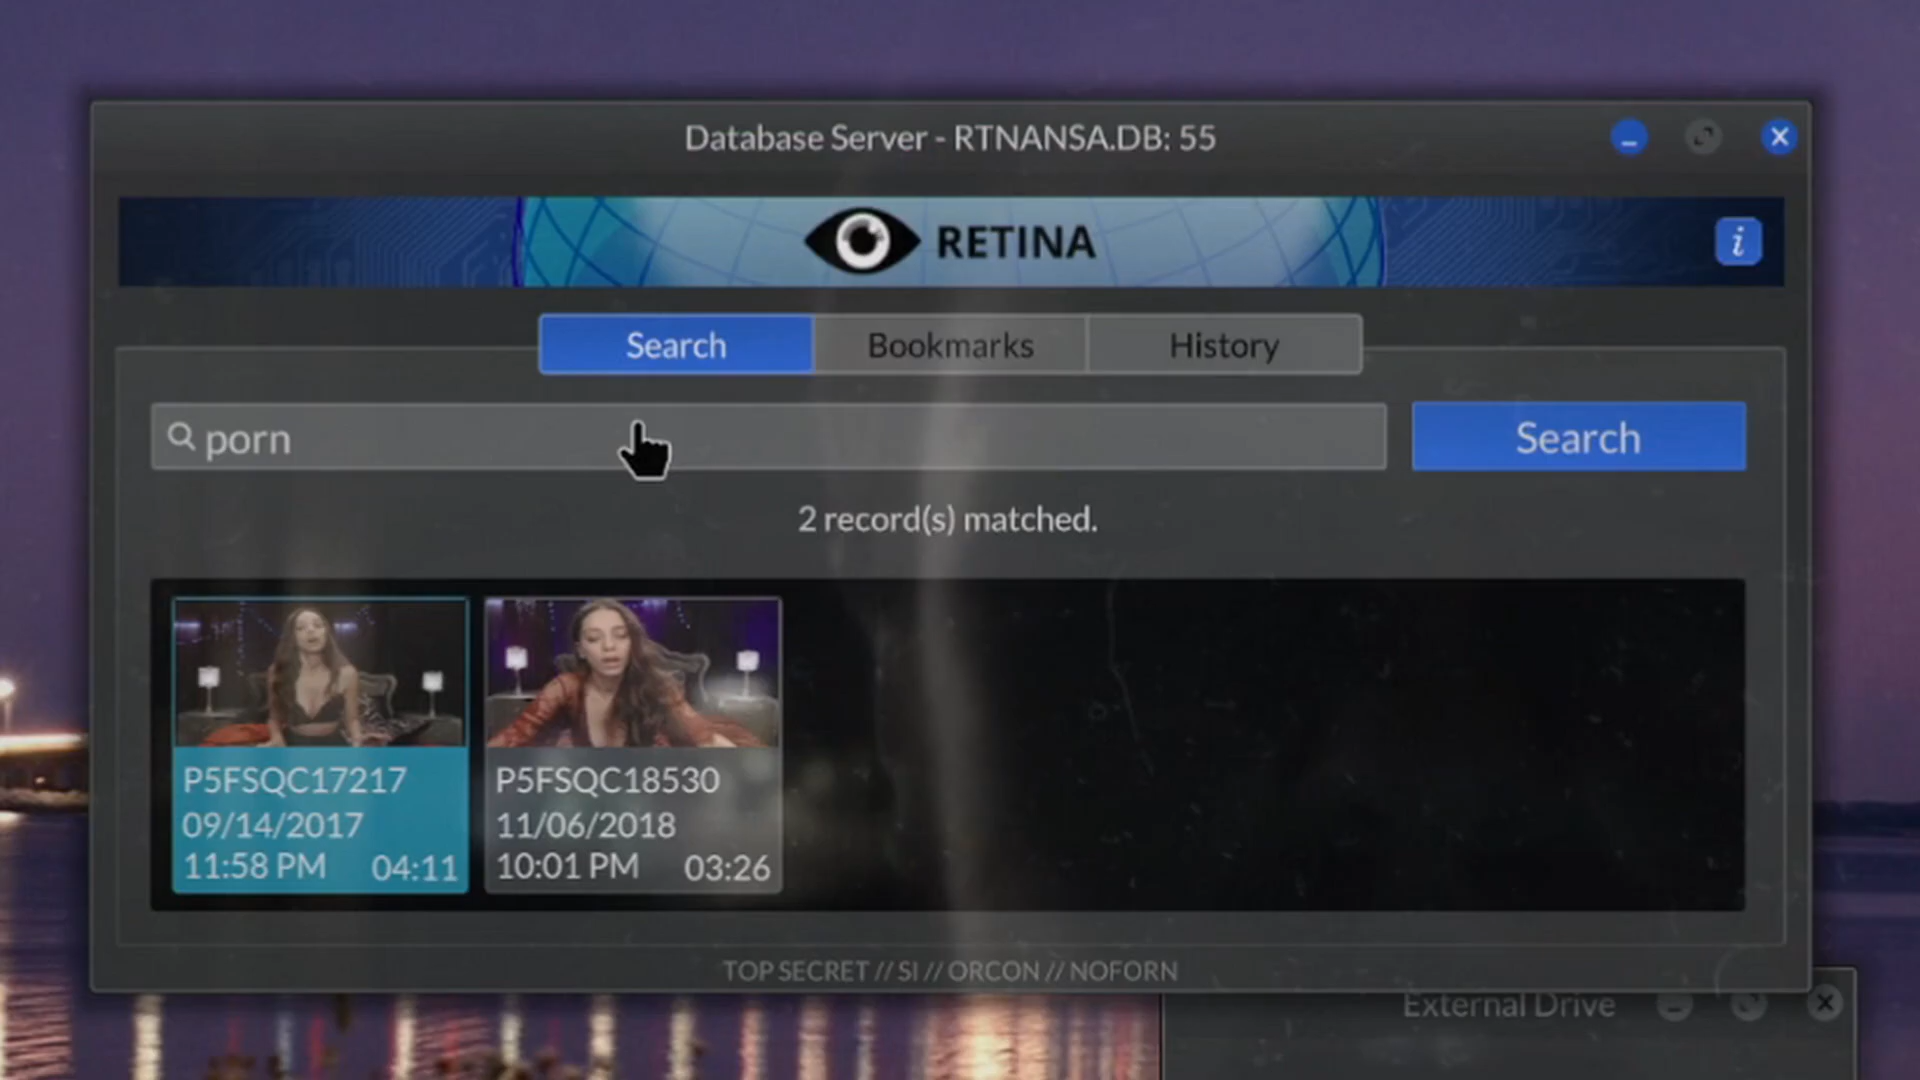 Database Server - RTNANSA.DB: 55
RETINA
i
Search
Bookmarks
History
porn
Search
2 record(s) matched.
P5FSQC17217
09/14/2017
11:58 PM 04:11
P5FSQC18530
11/06/2018
10:01 PM 03:26
TOP SECRET // SI // ORCON // NOFORN
External Drive